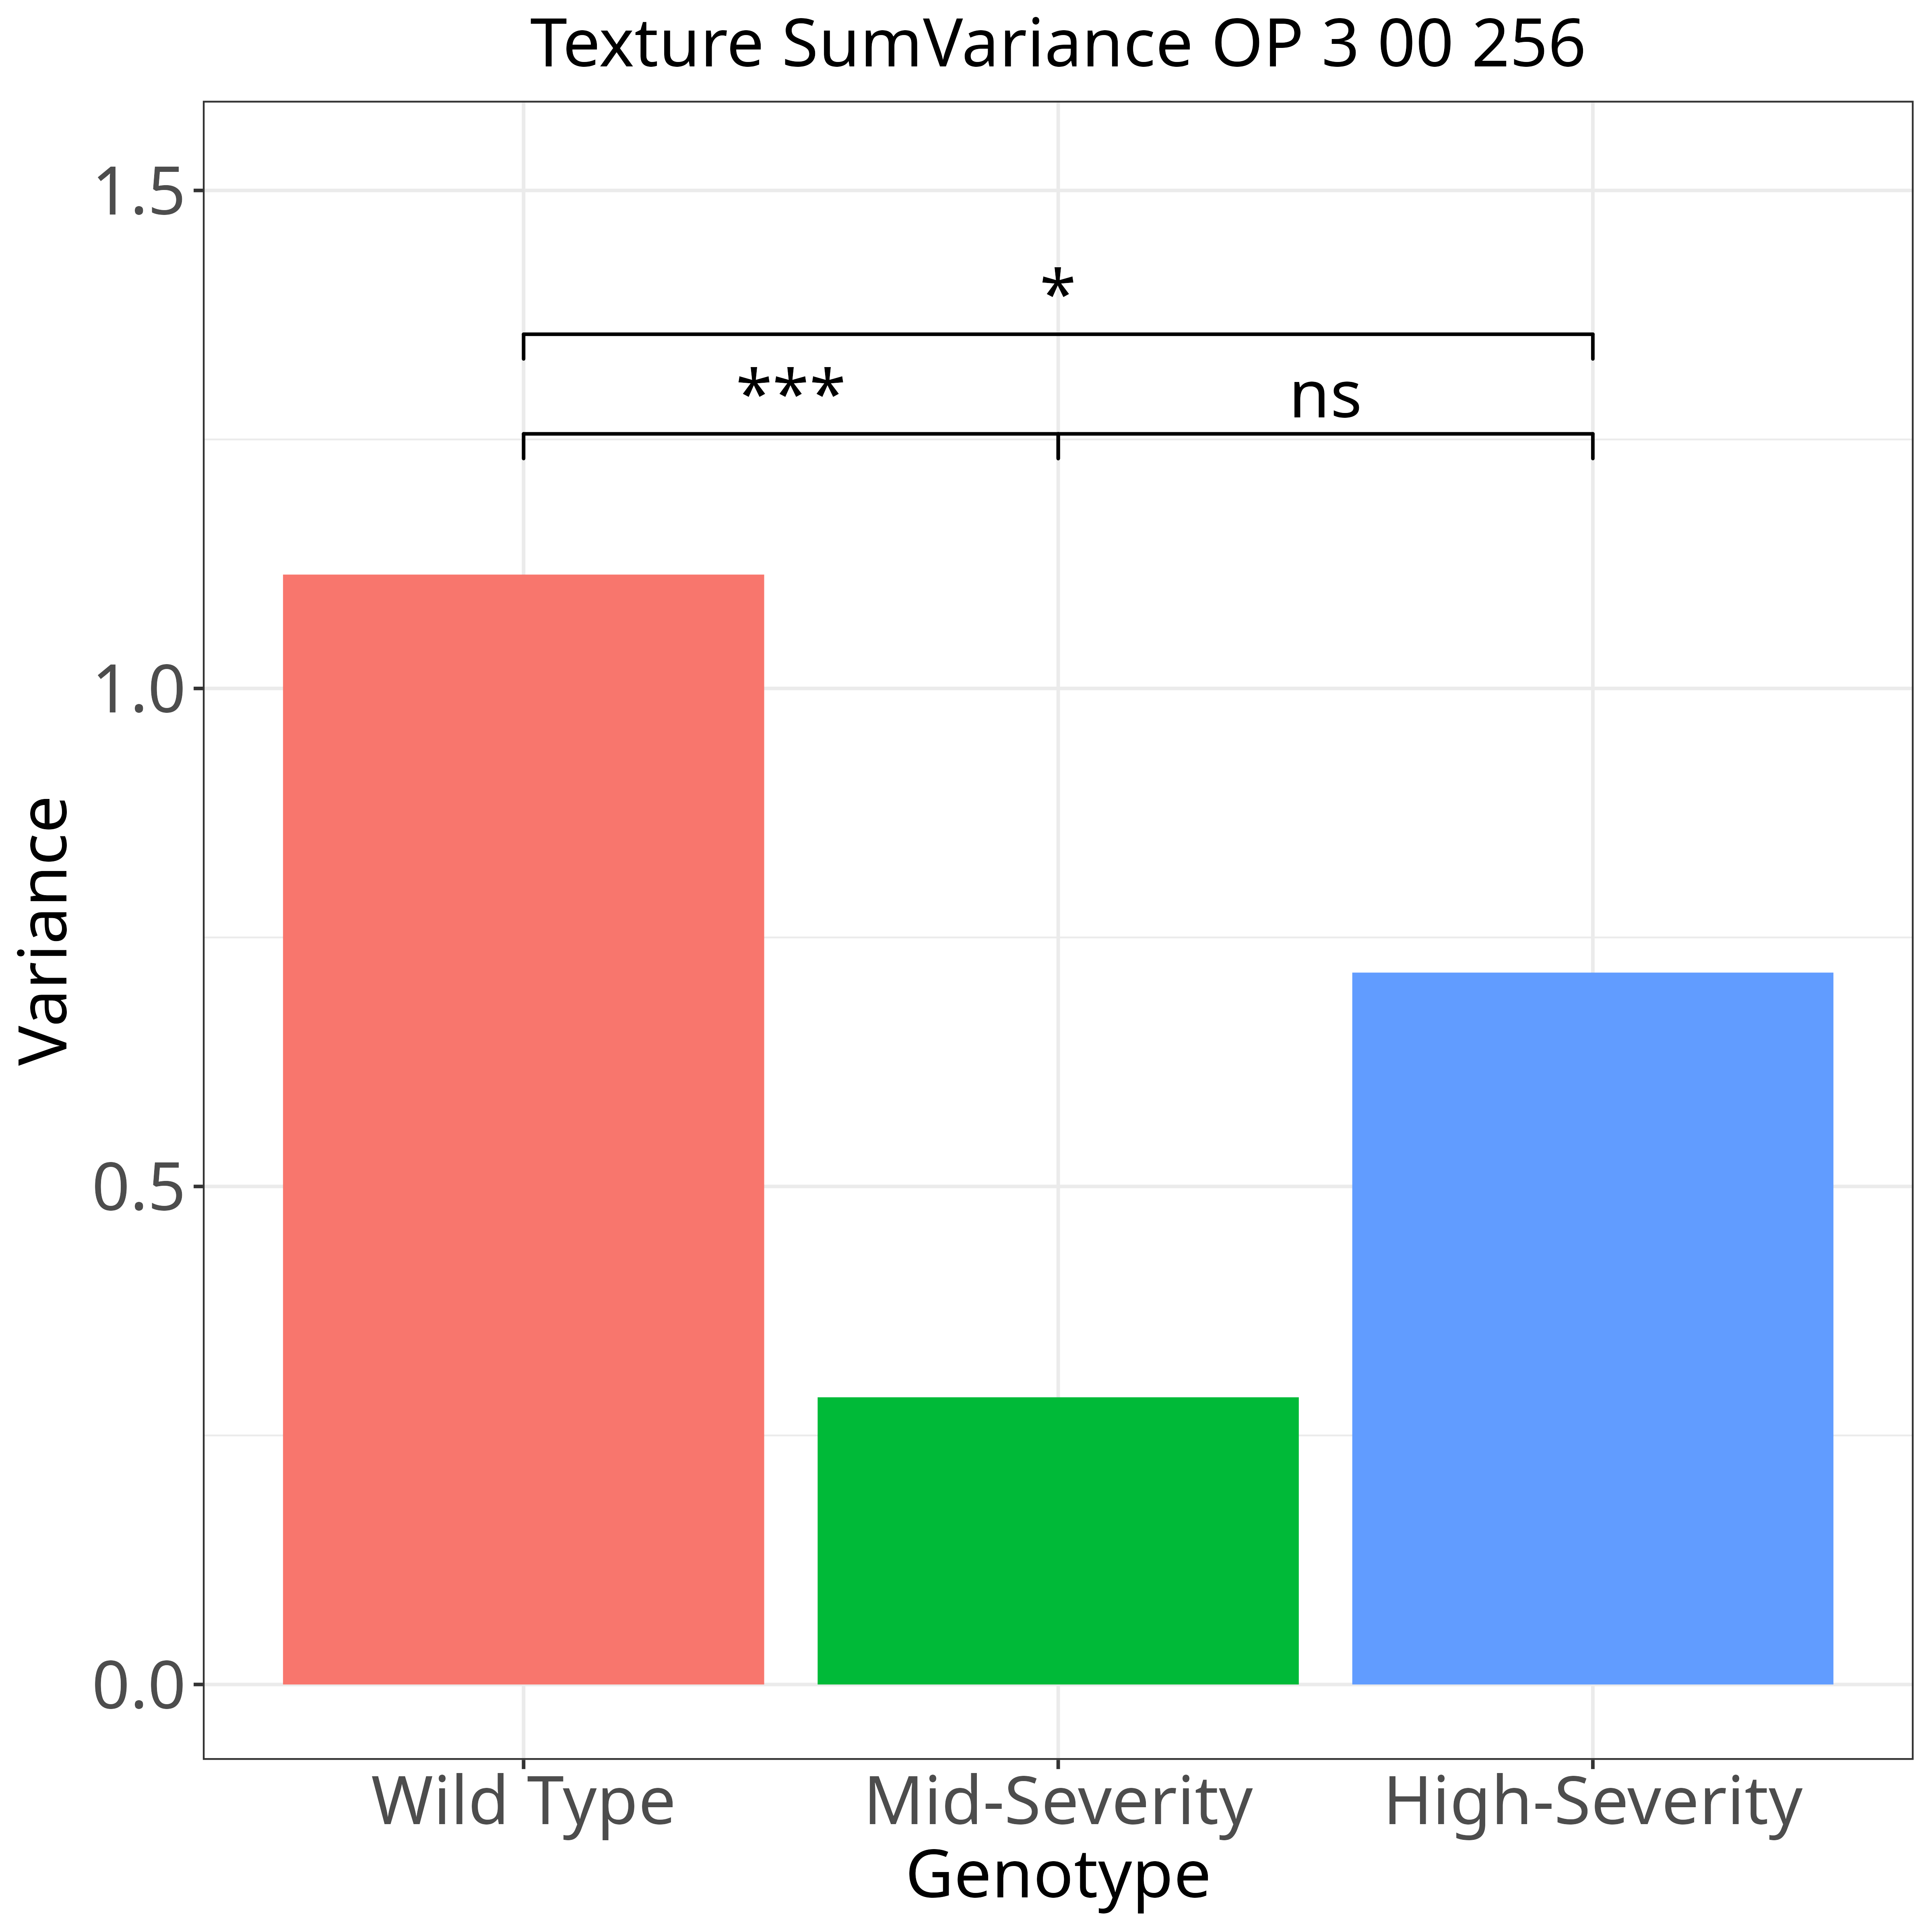 Texture SumVariance OP 3 00 256
1.5
*
***
ns
1.0
Variance
0.5
0.0
Wild Type Mid-Severity High-Severity
Genotype